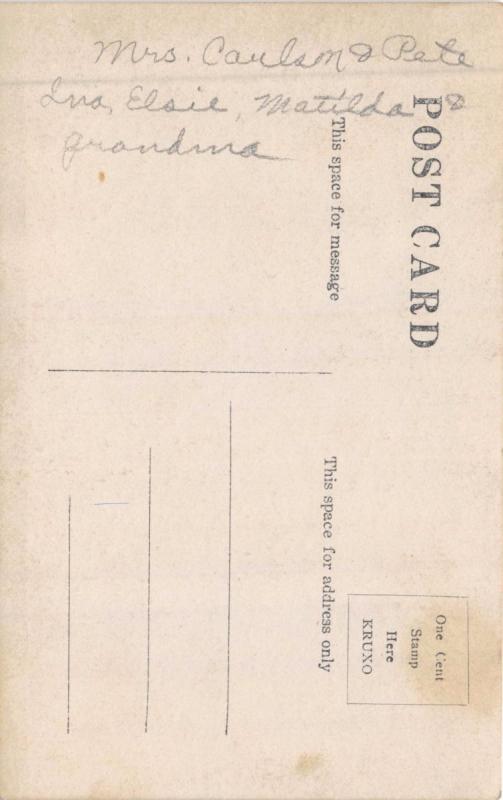 Mrs. Carlson & Pete
Ina, Elsie, Matilda &
grandma
POST CARD
This space for message
This space for address only
One Cent
Stamp
Here
KRUXO